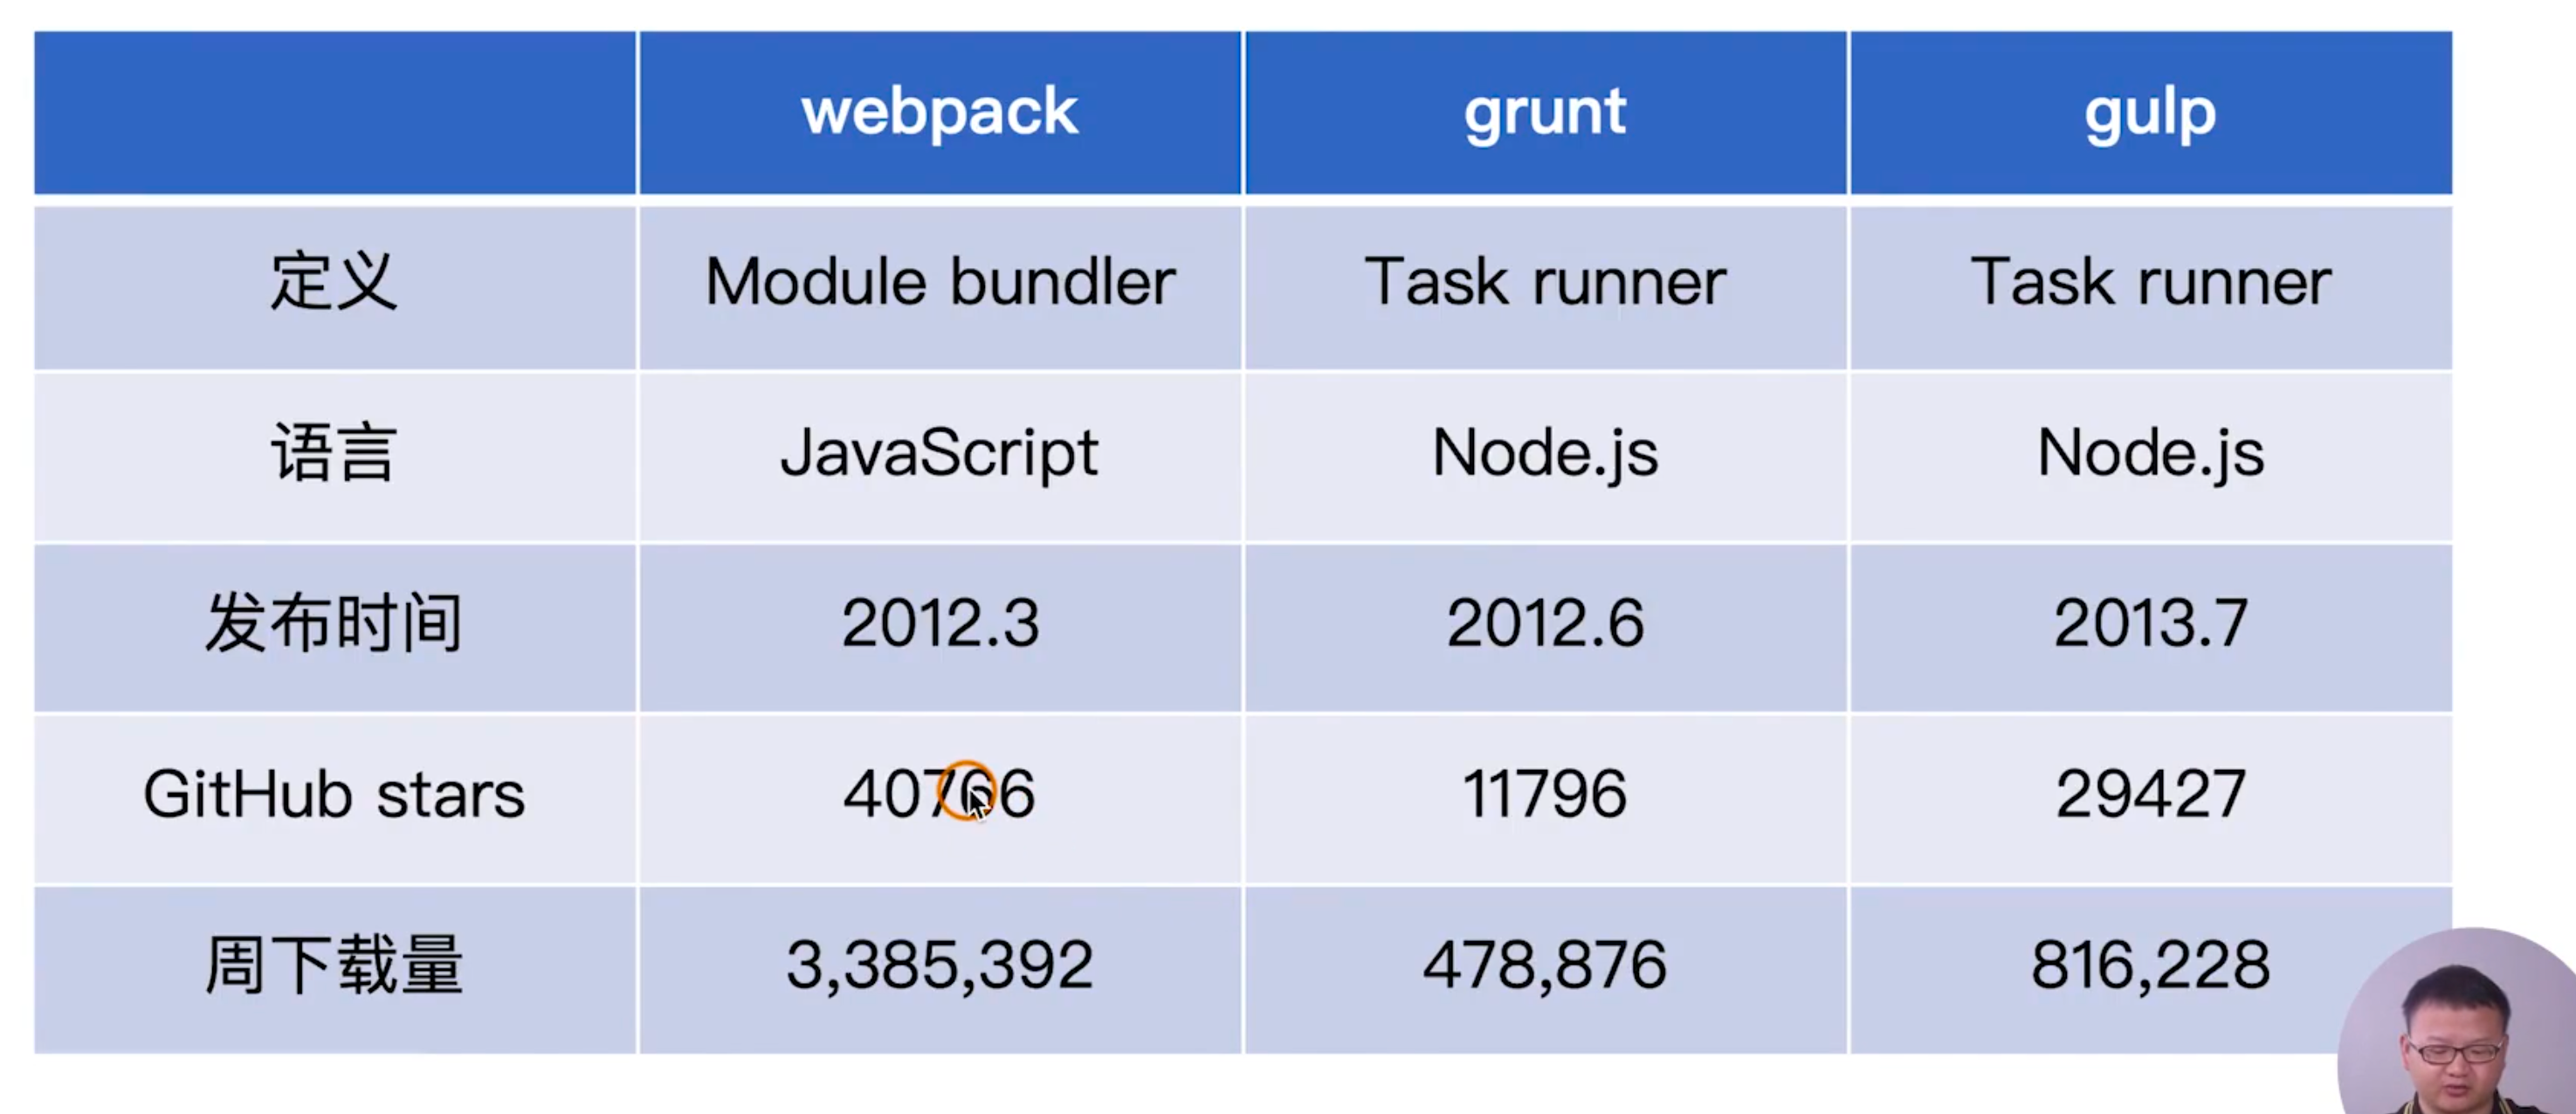 webpack grunt gulp
定义 Module bundler Task runner Task runner
语言 JavaScript Node.js Node.js
发布时间 2012.3 2012.6 2013.7
GitHub stars 40766 11796 29427
周下载量 3,385,392 478,876 816,228